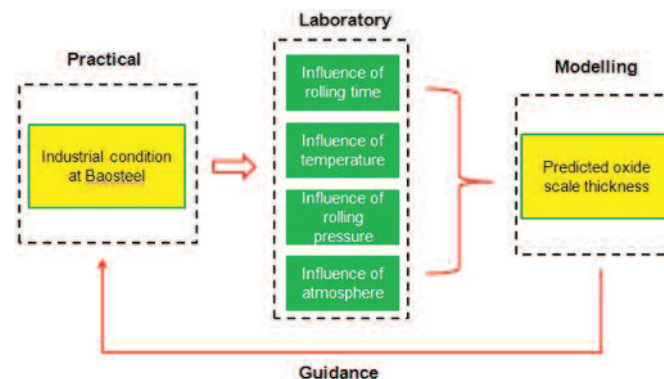 Laboratory
Practical
Modelling
Influence of
rolling time
Industrial condition
at Baosteel
Influence of
temperature
Influence of
rolling
pressure
Influence of
atmosphere
Predicted oxide
scale thickness
Guidance